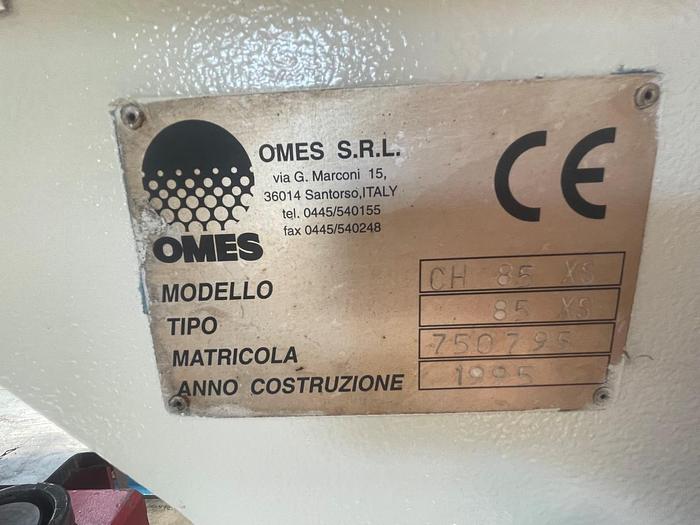 OMES S.R.L.
via G. Marconi 15,
36014 Santorso,ITALY
tel. 0445/540155
fax 0445/540248
OMES
CE
MODELLO CH 85 XS
TIPO 85 XS
MATRICOLA 750795
ANNO COSTRUZIONE 1995